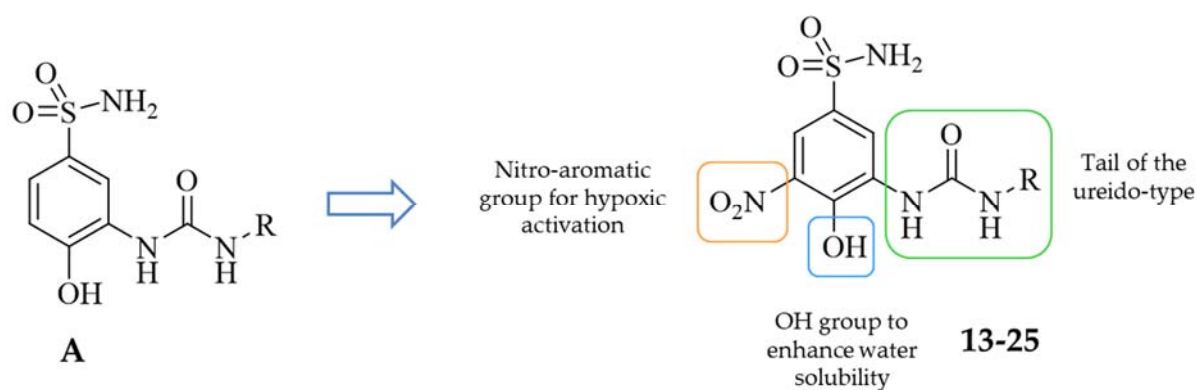 O
O=S-NH₂
O
N
H
N
H
R
OH
A
Nitro-aromatic
group for hypoxic
activation
O
O=S-NH₂
O₂N
OH
O
N
H
N
H
R
Tail of the
ureido-type
OH group to
enhance water
solubility
13-25